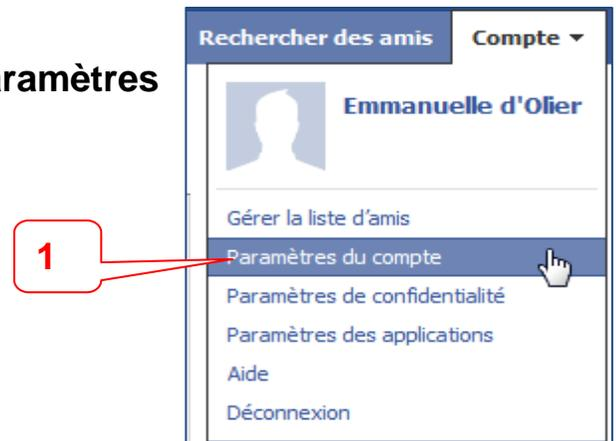 Rechercher des amis Compte
ramètres
Emmanuelle d'Olier
Gérer la liste d'amis
1
Paramètres du compte
Paramètres de confidentialité
Paramètres des applications
Aide
Déconnexion